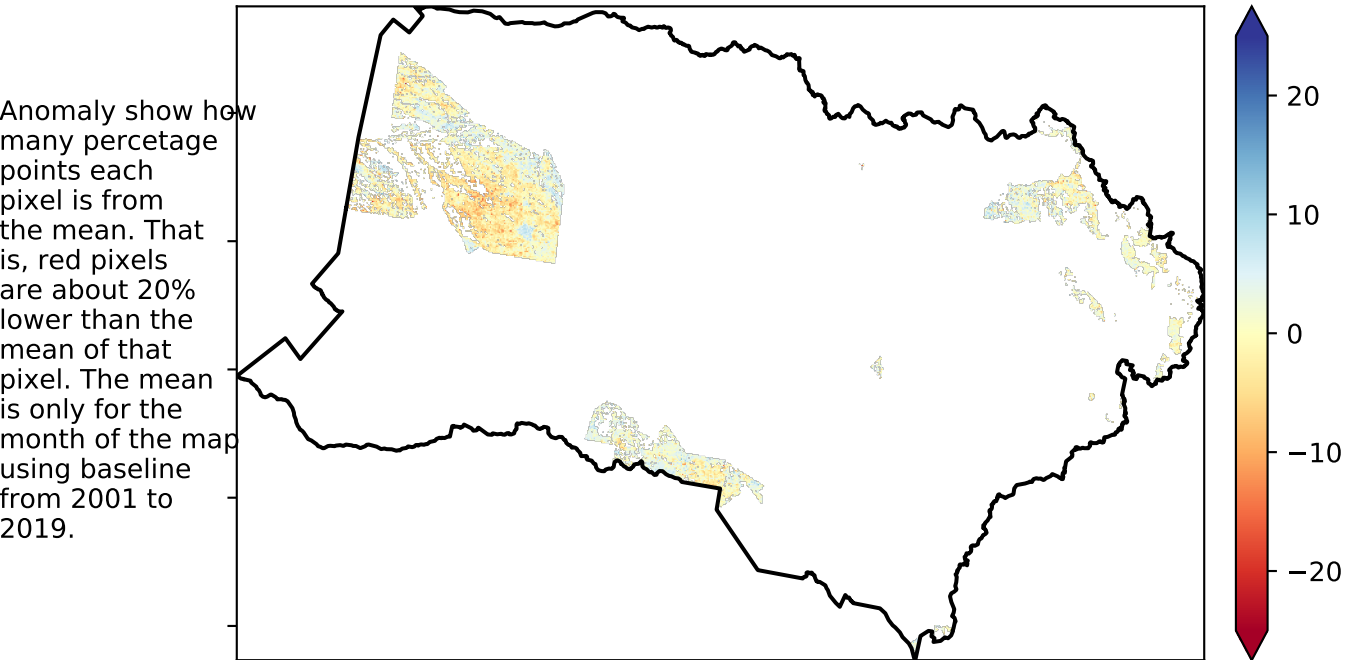 Anomaly show how
many percetage
points each
pixel is from
the mean. That
is, red pixels
are about 20%
lower than the
mean of that
pixel. The mean
is only for the
month of the map
using baseline
from 2001 to
2019.
20
10
0
−10
−20